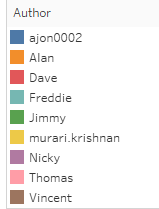 Author
ajon0002
Alan
Dave
Freddie
Jimmy
murari.krishnan
Nicky
Thomas
Vincent